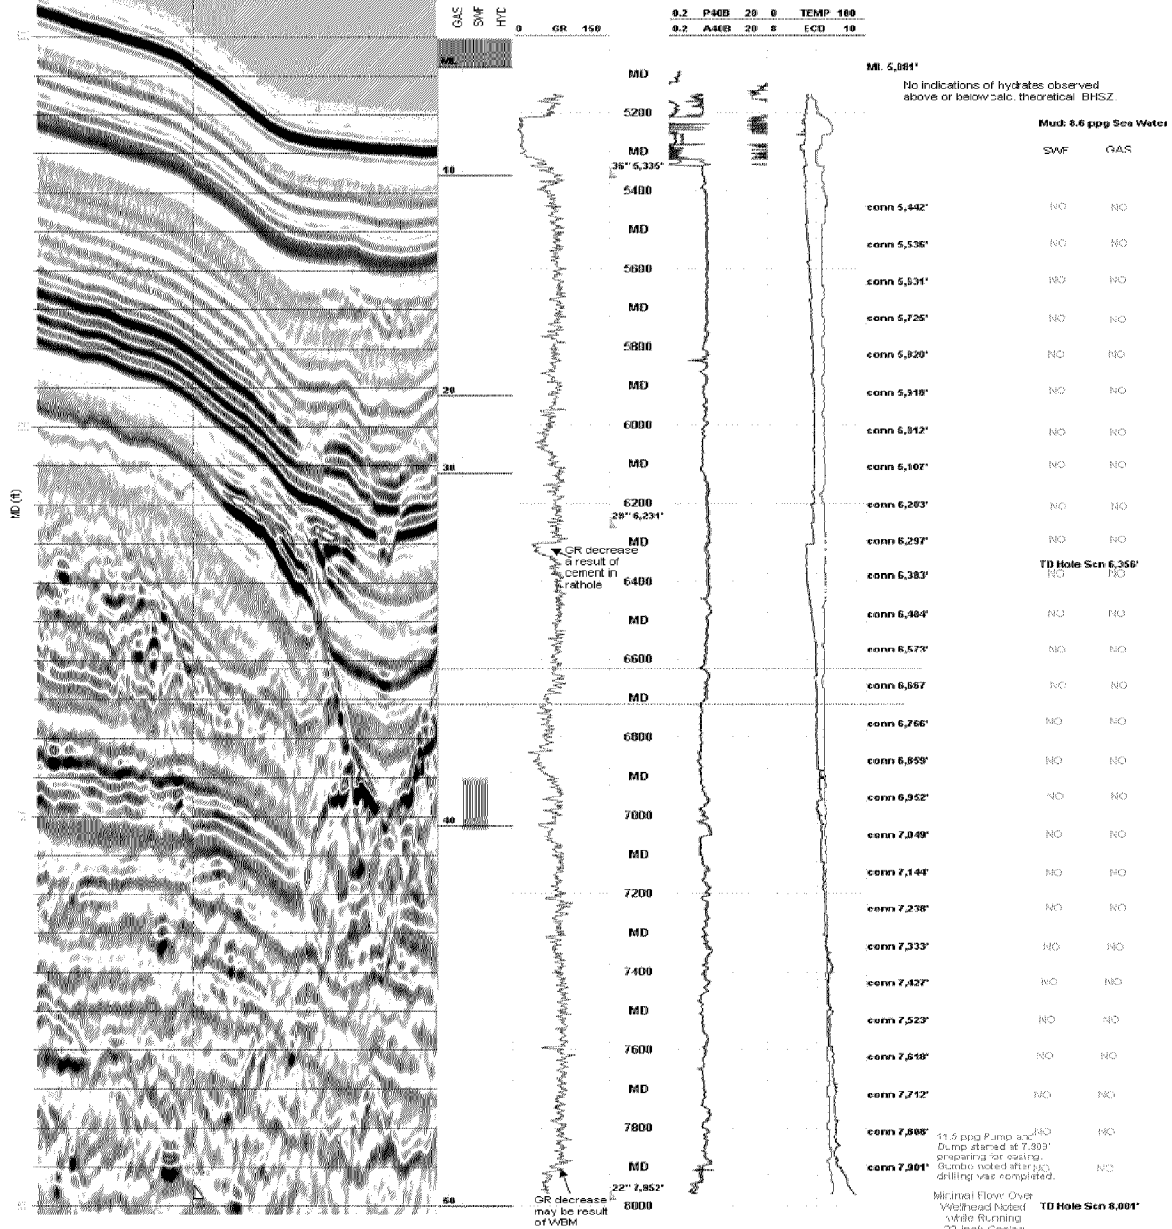 GAS SWF HYD
0.2 P40B 20 0 TEMP 100
0 GR 150
0.2 A40B 20 8 ECD 10
ML
ML 5,081'
MD
No indications of hydrates observed
above or below calc. theoretical BHSZ.
5200
Mud: 8.6 ppg Sea Water
MD
SWF GAS
36" 5,335'
10
5400
conn 5,442' NO NO
MD
conn 5,536' NO NO
5600
conn 5,631' NO NO
MD
conn 5,725' NO NO
5800
conn 5,820' NO NO
MD
20
conn 5,918' NO NO
6000
conn 6,012' NO NO
MD
30
conn 6,107' NO NO
6200
conn 6,203' NO NO
MD (ft)
28" 6,231'
MD
conn 6,297' NO NO
GR decrease
a result of
cement in
rathole
TD Hole Scn 6,356'
6400
conn 6,383' NO NO
MD
conn 6,484' NO NO
6600
conn 6,573' NO NO
MD
conn 6,667 NO NO
6800
conn 6,766' NO NO
MD
conn 6,859' NO NO
conn 6,952' NO NO
7000
40
conn 7,049' NO NO
MD
conn 7,144' NO NO
7200
conn 7,238' NO NO
MD
conn 7,333' NO NO
7400
conn 7,427' NO NO
MD
conn 7,523' NO NO
7600
conn 7,618' NO NO
MD
conn 7,712' NO NO
7800
conn 7,806' NO NO
11.5 ppg Pump and
Dump started at 7,809'
preparing for casing.
Gumbo noted after
drilling was completed.
MD
conn 7,901' NO NO
22" 7,952'
50
8000
GR decrease
may be result
of WBM
Minimal Flow Over
Wellhead Noted
while Running
22 inch Casing
TD Hole Scn 8,001'